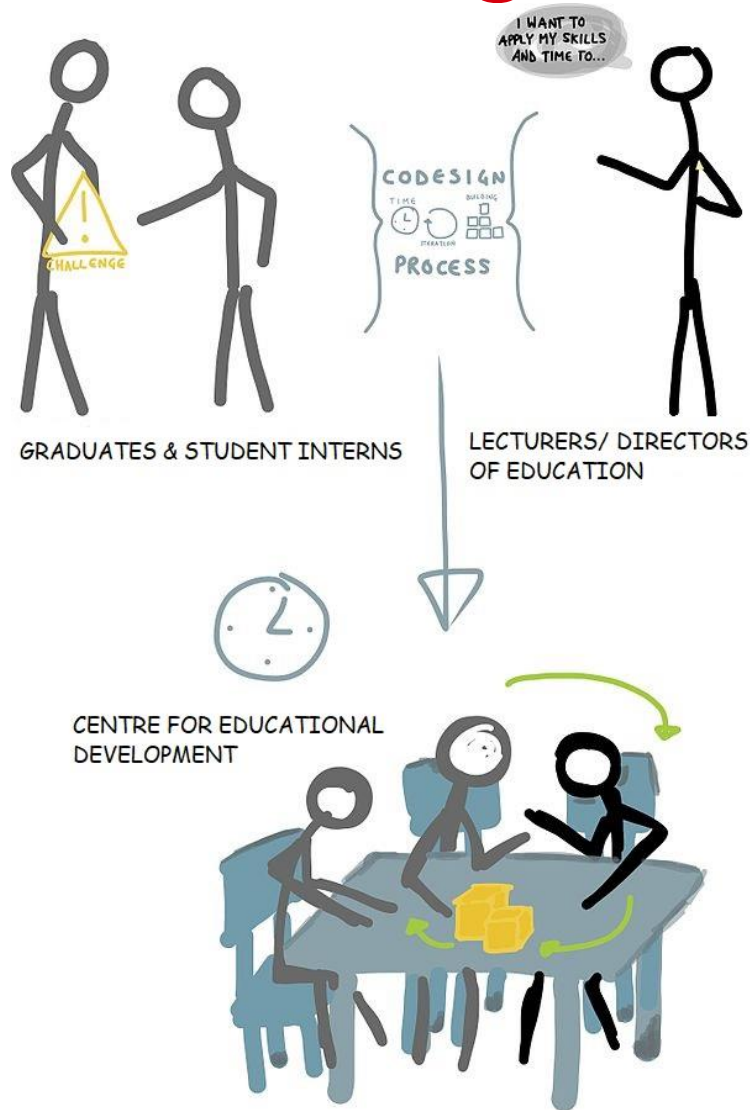 I WANT TO
APPLY MY SKILLS
AND TIME TO...
CODESIGN
TIME
BUILDING
ITERATION
PROCESS
!
CHALLENGE
GRADUATES & STUDENT INTERNS
LECTURERS/ DIRECTORS
OF EDUCATION
CENTRE FOR EDUCATIONAL
DEVELOPMENT